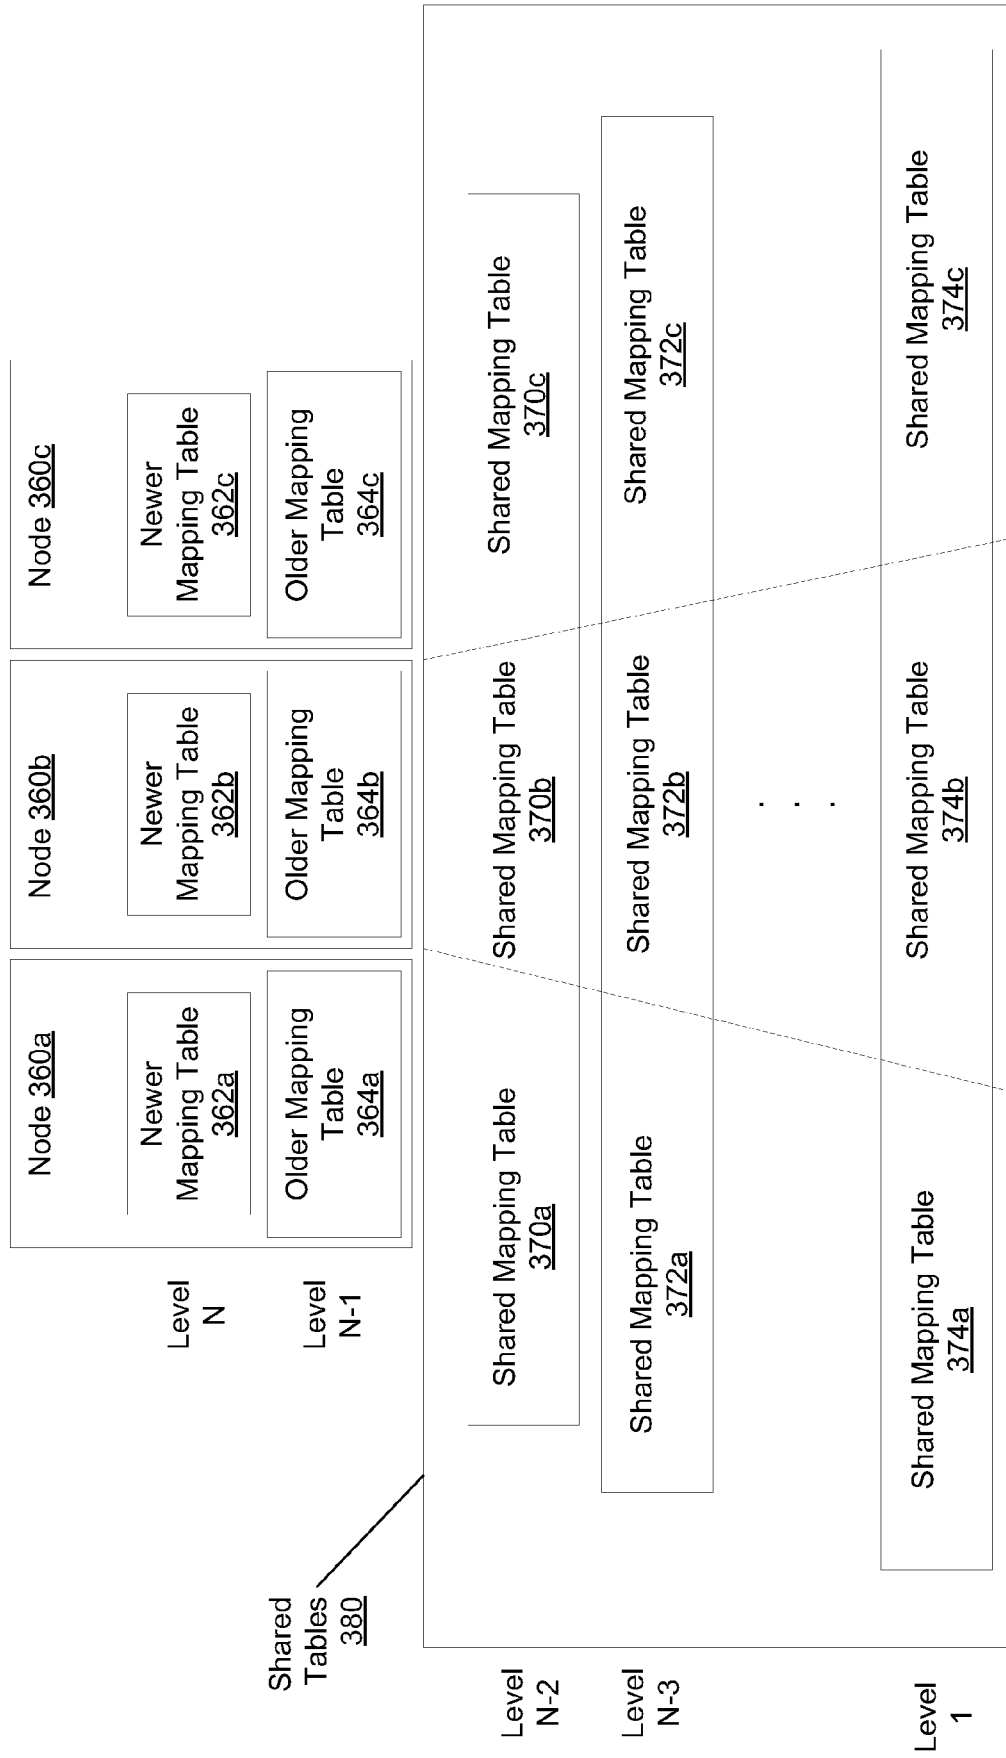 Node 360a
Node 360b
Node 360c
Level
N
Newer
Mapping Table
362a
Newer
Mapping Table
362b
Newer
Mapping Table
362c
Level
N-1
Older Mapping
Table
364a
Older Mapping
Table
364b
Older Mapping
Table
364c
Shared
Tables
380
Level
N-2
Shared Mapping Table
370a
Shared Mapping Table
370b
Shared Mapping Table
370c
Level
N-3
Shared Mapping Table
372a
Shared Mapping Table
372b
Shared Mapping Table
372c
. . .
Level
1
Shared Mapping Table
374a
Shared Mapping Table
374b
Shared Mapping Table
374c